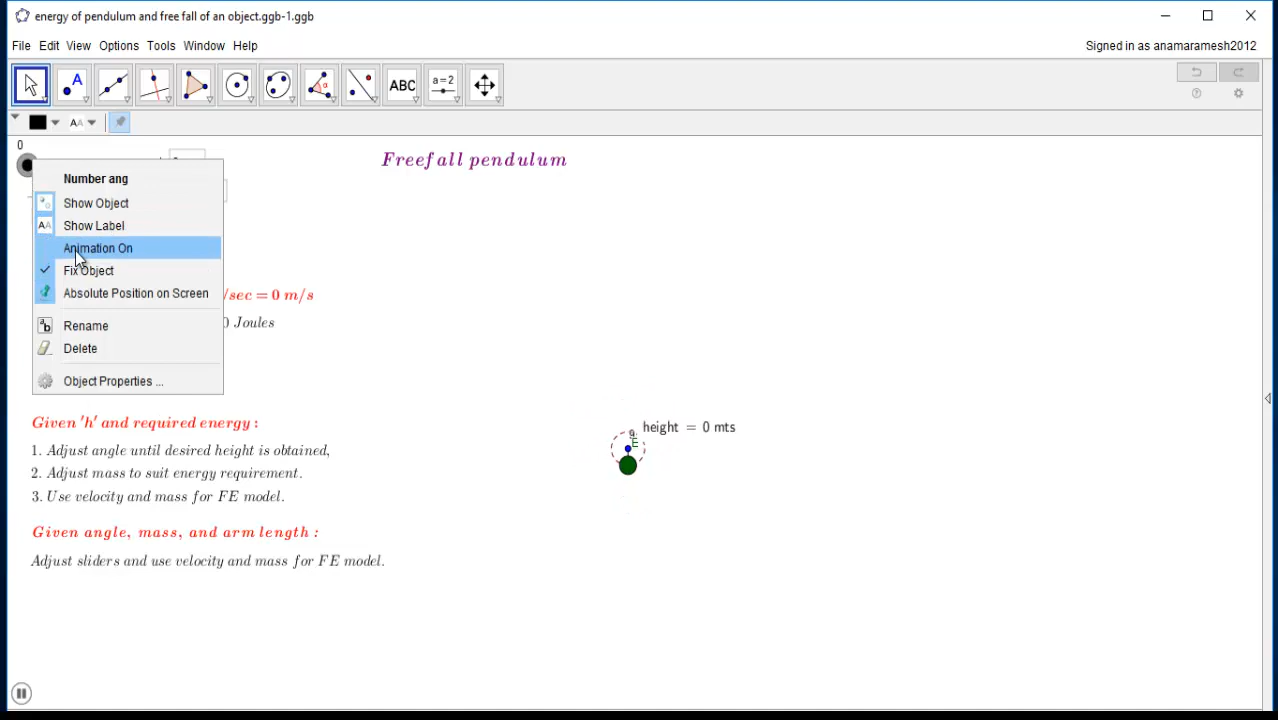 energy of pendulum and free fall of an object.ggb-1.ggb
File Edit View Options Tools Window Help
Signed in as anamaramesh2012
A
α
ABC
a=2
AA
0
Freefall pendulum
Number ang
Show Object
AA Show Label
Animation On
Fix Object
Absolute Position on Screen
/sec = 0 m/s
0 Joules
ab Rename
Delete
Object Properties ...
Given 'h' and required energy :
height = 0 mts
E
1. Adjust angle until desired height is obtained,
2. Adjust mass to suit energy requirement.
3. Use velocity and mass for FE model.
Given angle, mass, and arm length :
Adjust sliders and use velocity and mass for FE model.